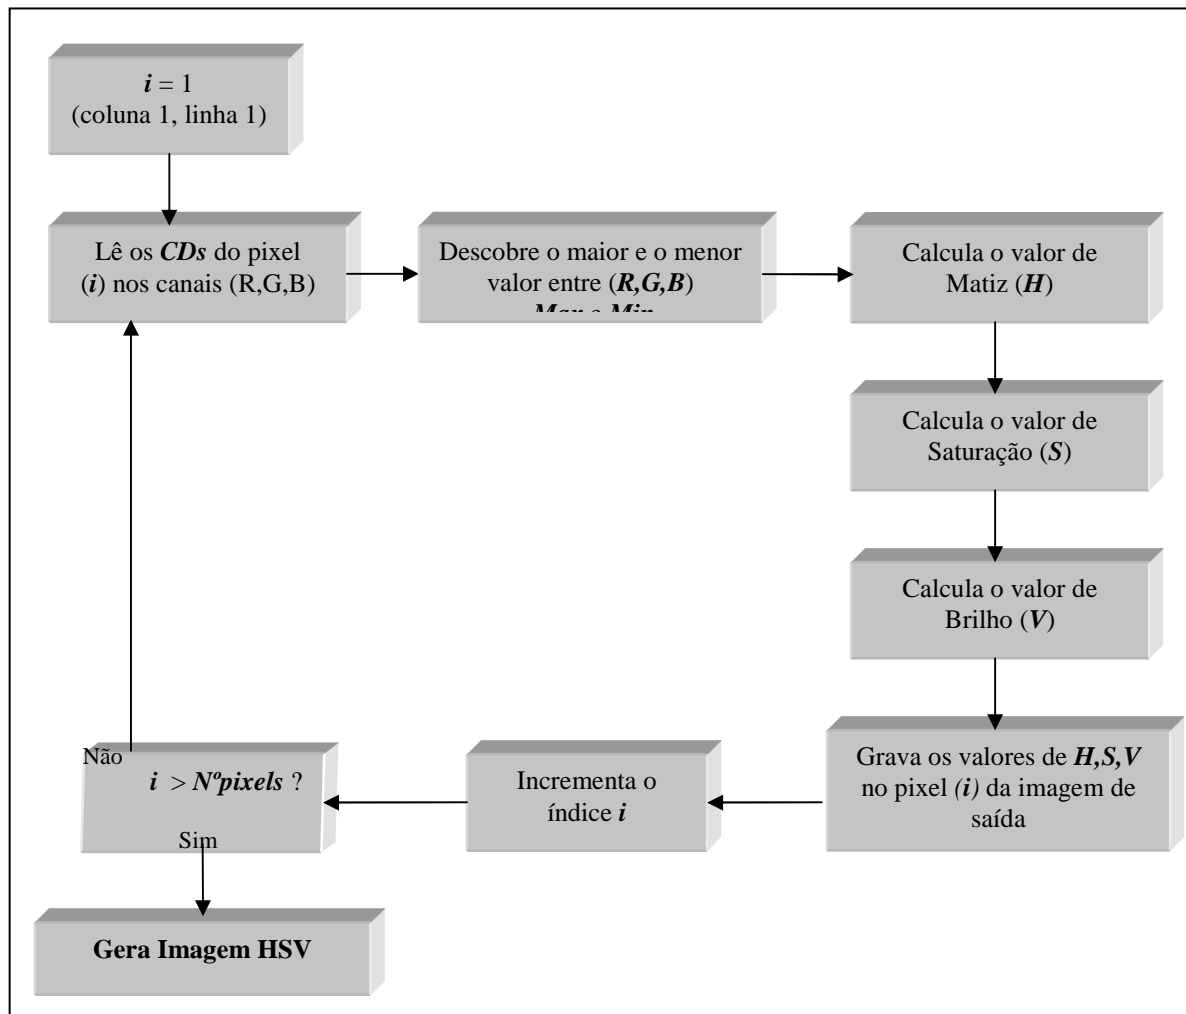 i = 1
(coluna 1, linha 1)
Lê os CDs do pixel
(i) nos canais (R,G,B)
Descobre o maior e o menor
valor entre (R,G,B)
Max e Min
Calcula o valor de
Matiz (H)
Calcula o valor de
Saturação (S)
Calcula o valor de
Brilho (V)
Grava os valores de H,S,V
no pixel (i) da imagem de
saída
Incrementa o
índice i
Não
i > Nºpixels ?
Sim
Gera Imagem HSV